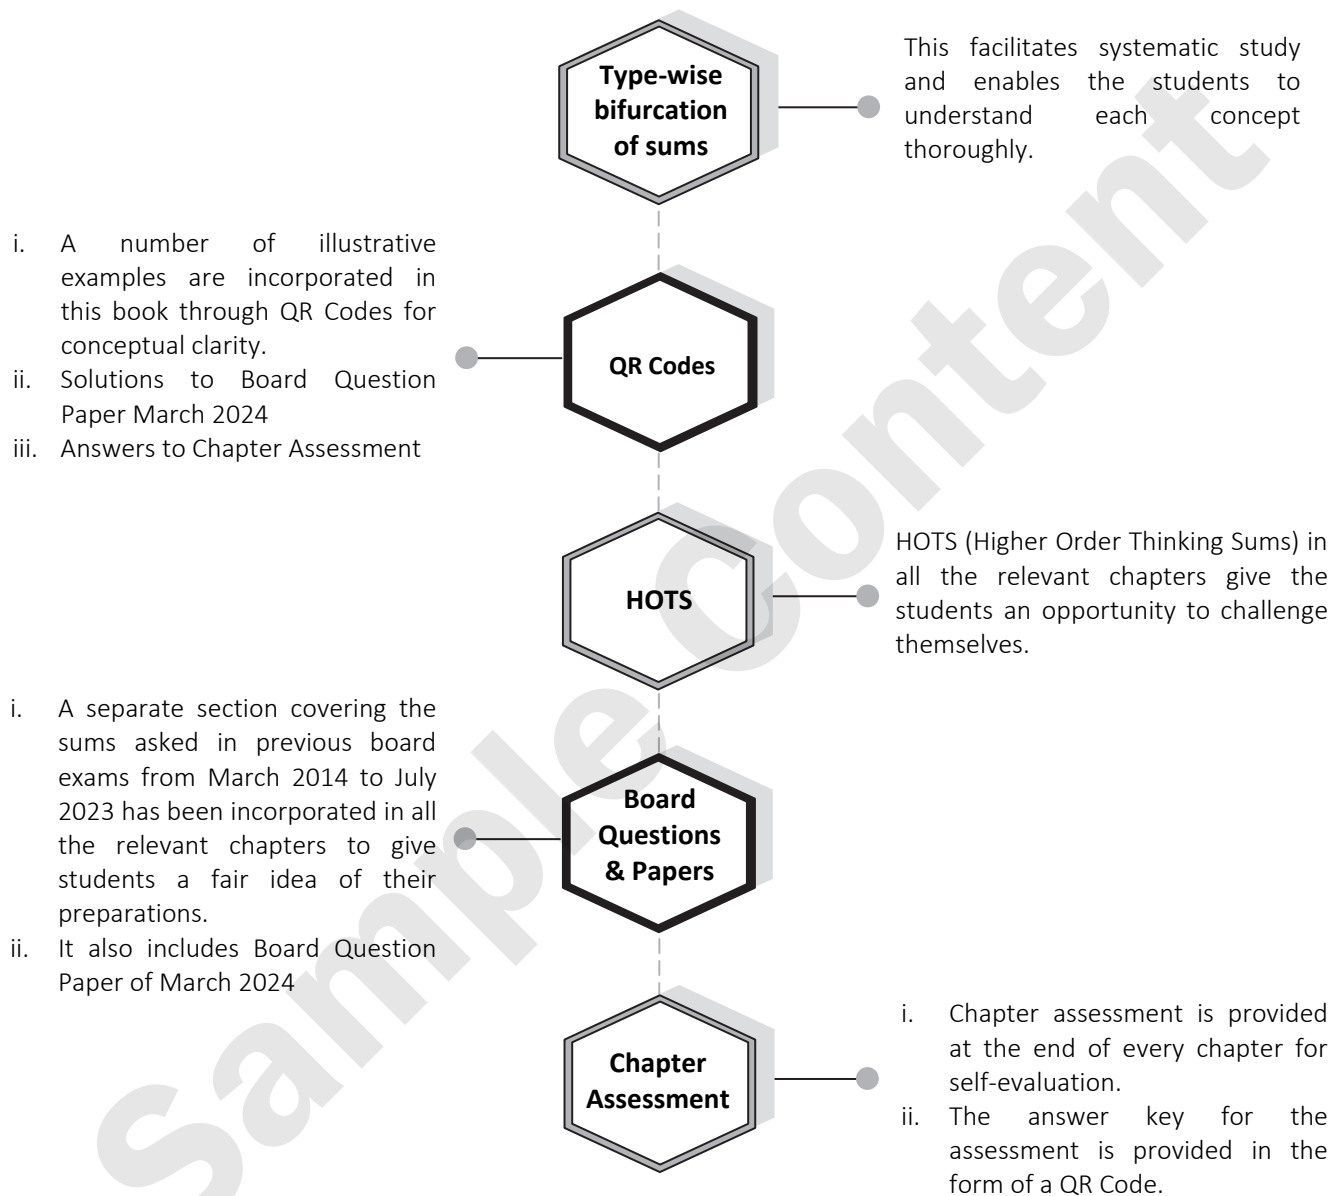 Type-wise
bifurcation
of sums
This facilitates systematic study
and enables the students to
understand each concept
thoroughly.
i. A number of illustrative
examples are incorporated in
this book through QR Codes for
conceptual clarity.
ii. Solutions to Board Question
Paper March 2024
iii. Answers to Chapter Assessment
QR Codes
HOTS
HOTS (Higher Order Thinking Sums) in
all the relevant chapters give the
students an opportunity to challenge
themselves.
i. A separate section covering the
sums asked in previous board
exams from March 2014 to July
2023 has been incorporated in all
the relevant chapters to give
students a fair idea of their
preparations.
ii. It also includes Board Question
Paper of March 2024
Board
Questions
& Papers
Chapter
Assessment
i. Chapter assessment is provided
at the end of every chapter for
self-evaluation.
ii. The answer key for the
assessment is provided in the
form of a QR Code.
Sample Content